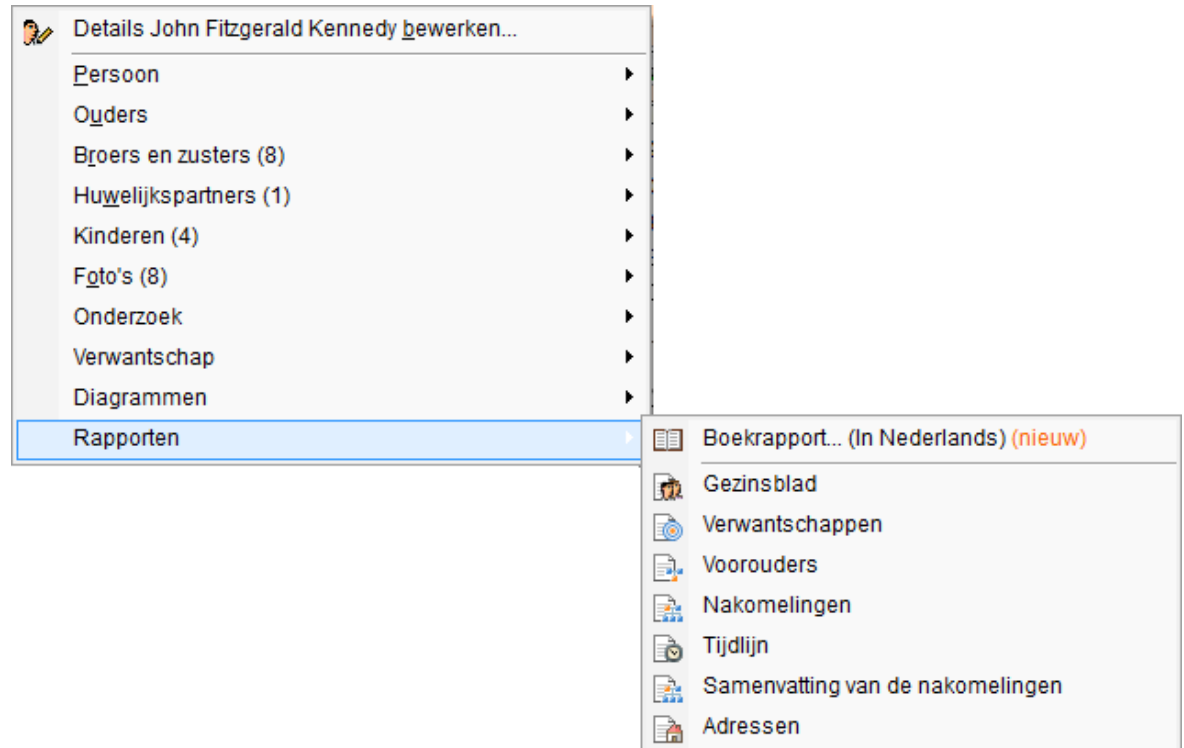 Details John Fitzgerald Kennedy bewerken...
Persoon
Ouders
Broers en zusters (8)
Huwelijkspartners (1)
Kinderen (4)
Foto's (8)
Onderzoek
Verwantschap
Diagrammen
Rapporten
Boekrapport... (In Nederlands) (nieuw)
Gezinsblad
Verwantschappen
Voorouders
Nakomelingen
Tijdlijn
Samenvatting van de nakomelingen
Adressen